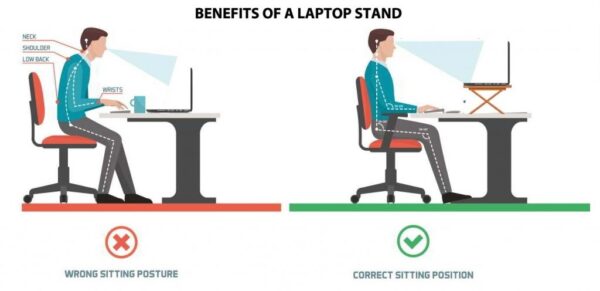 BENEFITS OF A LAPTOP STAND
NECK
SHOULDER
LOW BACK
WRISTS
WRONG SITTING POSTURE
CORRECT SITTING POSITION